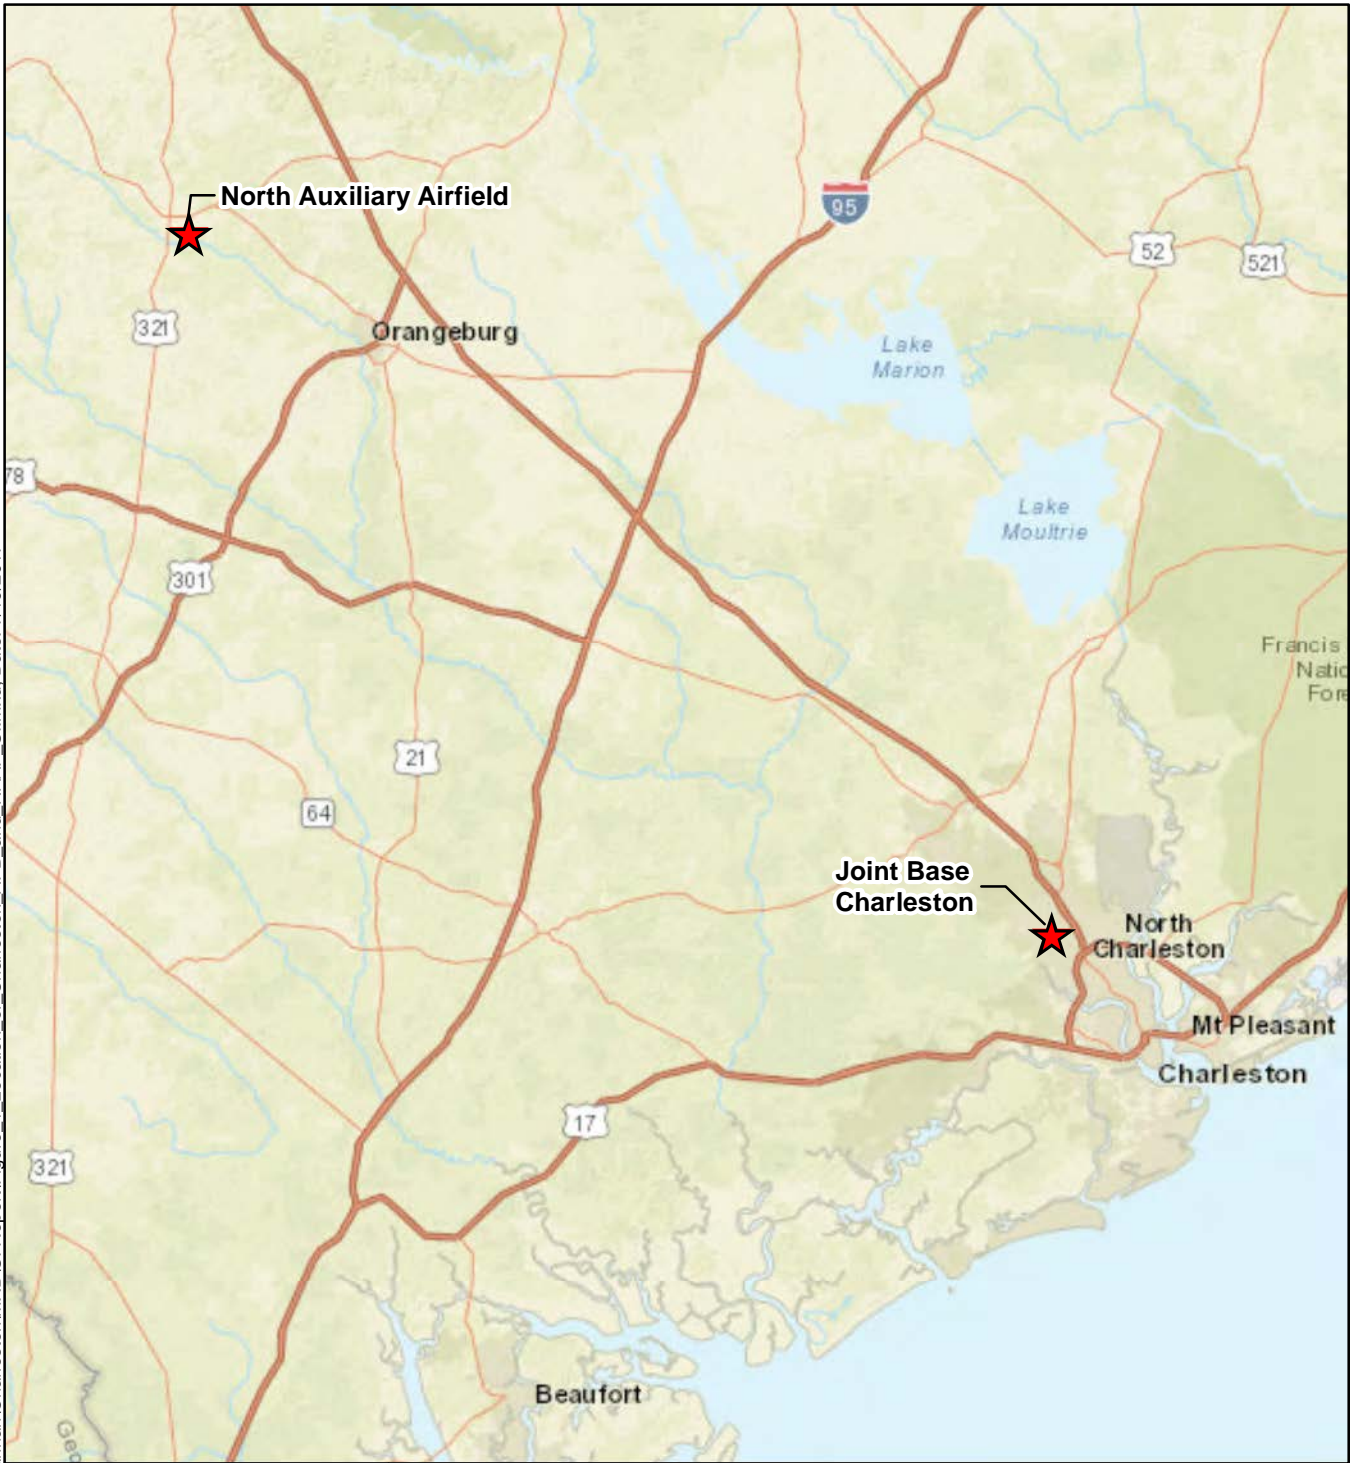 North Auxiliary Airfield
95
52
521
321
Orangeburg
Lake
Marion
78
Lake
Moultrie
301
Francis
21
64
Joint Base
Charleston
North
Charleston
Mt Pleasant
Charleston
17
321
Beaufort